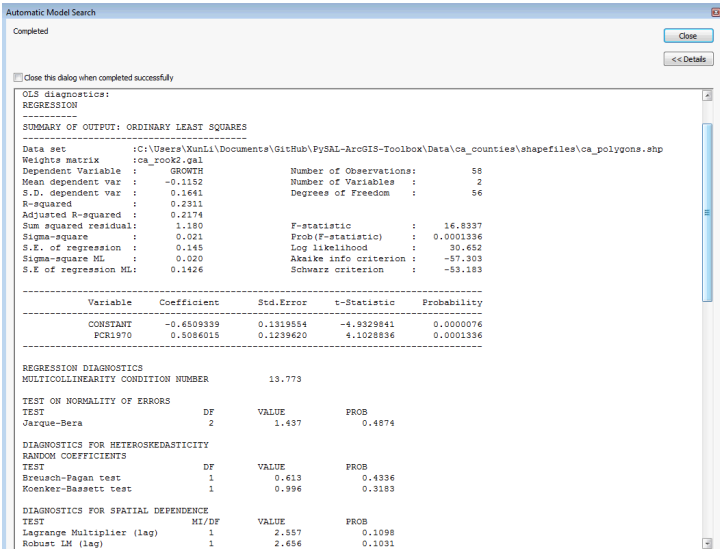 Automatic Model Search
Completed
Close
<< Details
Close this dialog when completed successfully
OLS diagnostics:
REGRESSION
----------
SUMMARY OF OUTPUT: ORDINARY LEAST SQUARES
-----------------------------------------
Data set :C:\Users\XunLi\Documents\GitHub\PySAL-ArcGIS-Toolbox\Data\ca_counties\shapefiles\ca_polygons.shp
Weights matrix :ca_rook2.gal
Dependent Variable : GROWTH Number of Observations: 58
Mean dependent var : -0.1152 Number of Variables : 2
S.D. dependent var : 0.1641 Degrees of Freedom : 56
R-squared : 0.2311
Adjusted R-squared : 0.2174
Sum squared residual: 1.180 F-statistic : 16.8337
Sigma-square : 0.021 Prob(F-statistic) : 0.0001336
S.E. of regression : 0.145 Log likelihood : 30.652
Sigma-square ML : 0.020 Akaike info criterion : -57.303
S.E of regression ML: 0.1426 Schwarz criterion : -53.183
------------------------------------------------------------------------------------
Variable Coefficient Std.Error t-Statistic Probability
------------------------------------------------------------------------------------
CONSTANT -0.6509339 0.1319554 -4.9329841 0.0000076
PCR1970 0.5086015 0.1239620 4.1028836 0.0001336
------------------------------------------------------------------------------------
REGRESSION DIAGNOSTICS
MULTICOLLINEARITY CONDITION NUMBER 13.773
TEST ON NORMALITY OF ERRORS
TEST DF VALUE PROB
Jarque-Bera 2 1.437 0.4874
DIAGNOSTICS FOR HETEROSKEDASTICITY
RANDOM COEFFICIENTS
TEST DF VALUE PROB
Breusch-Pagan test 1 0.613 0.4336
Koenker-Bassett test 1 0.996 0.3183
DIAGNOSTICS FOR SPATIAL DEPENDENCE
TEST MI/DF VALUE PROB
Lagrange Multiplier (lag) 1 2.557 0.1098
Robust LM (lag) 1 2.656 0.1031